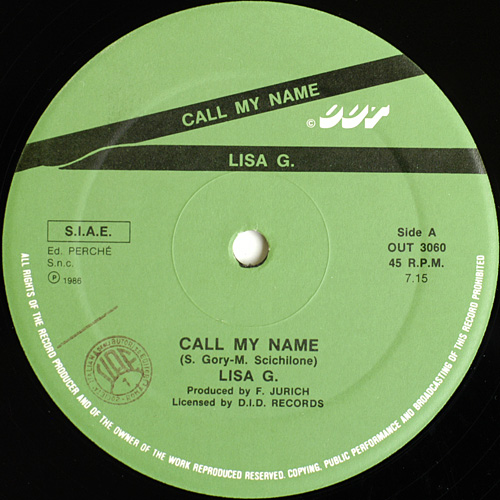 CALL MY NAME
© OUT
LISA G.
S.I.A.E.
Ed. PERCHÉ
S.n.c.
℗ 1986
Side A
OUT 3060
45 R.P.M.
7.15
CALL MY NAME
(S. Gory-M. Scichilone)
LISA G.
Produced by F. JURICH
Licensed by D.I.D. RECORDS
ALL RIGHTS OF THE RECORD PRODUCER AND OF THE OWNER OF THE WORK REPRODUCED RESERVED. COPYING, PUBLIC PERFORMANCE AND BROADCASTING OF THIS RECORD PROHIBITED